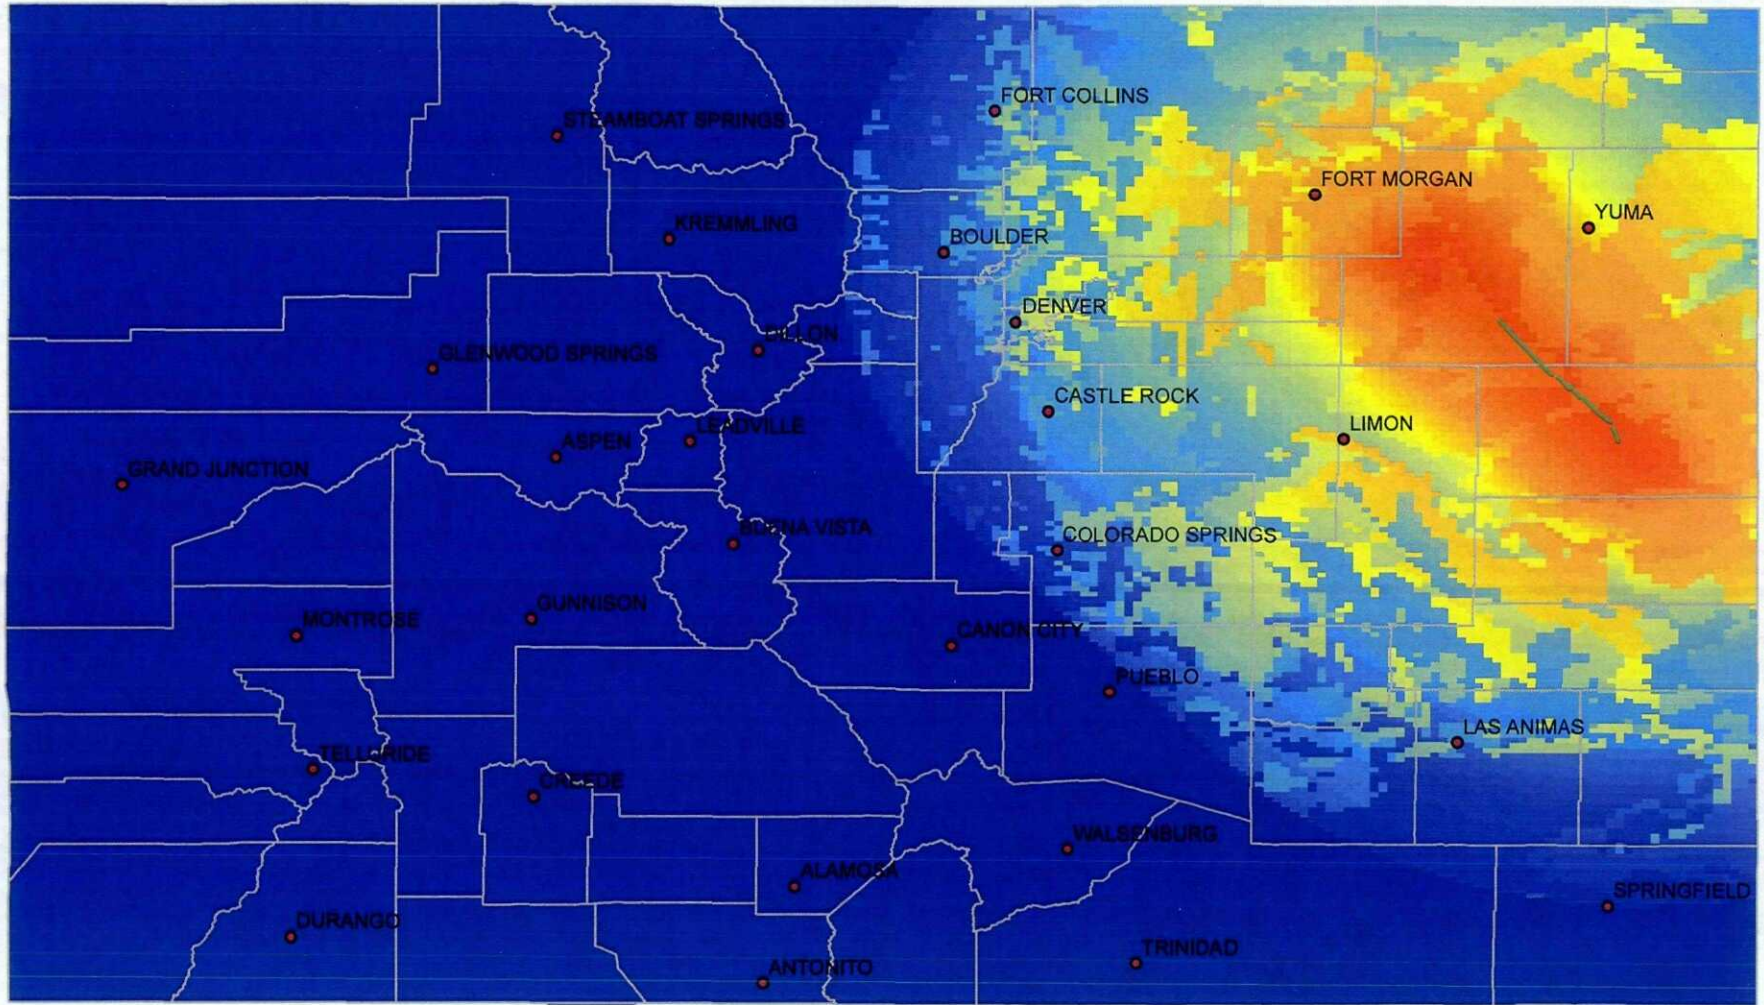 FORT COLLINS
STEAMBOAT SPRINGS
FORT MORGAN
YUMA
KREMMLING
BOULDER
DENVER
DILLON
GLENWOOD SPRINGS
CASTLE ROCK
LIMON
LEADVILLE
ASPEN
GRAND JUNCTION
BUENA VISTA
COLORADO SPRINGS
GUNNISON
MONTROSE
CANON CITY
PUEBLO
LAS ANIMAS
TELLURIDE
CREEDE
WALSENBURG
ALAMOSA
SPRINGFIELD
DURANGO
TRINIDAD
ANTONITO